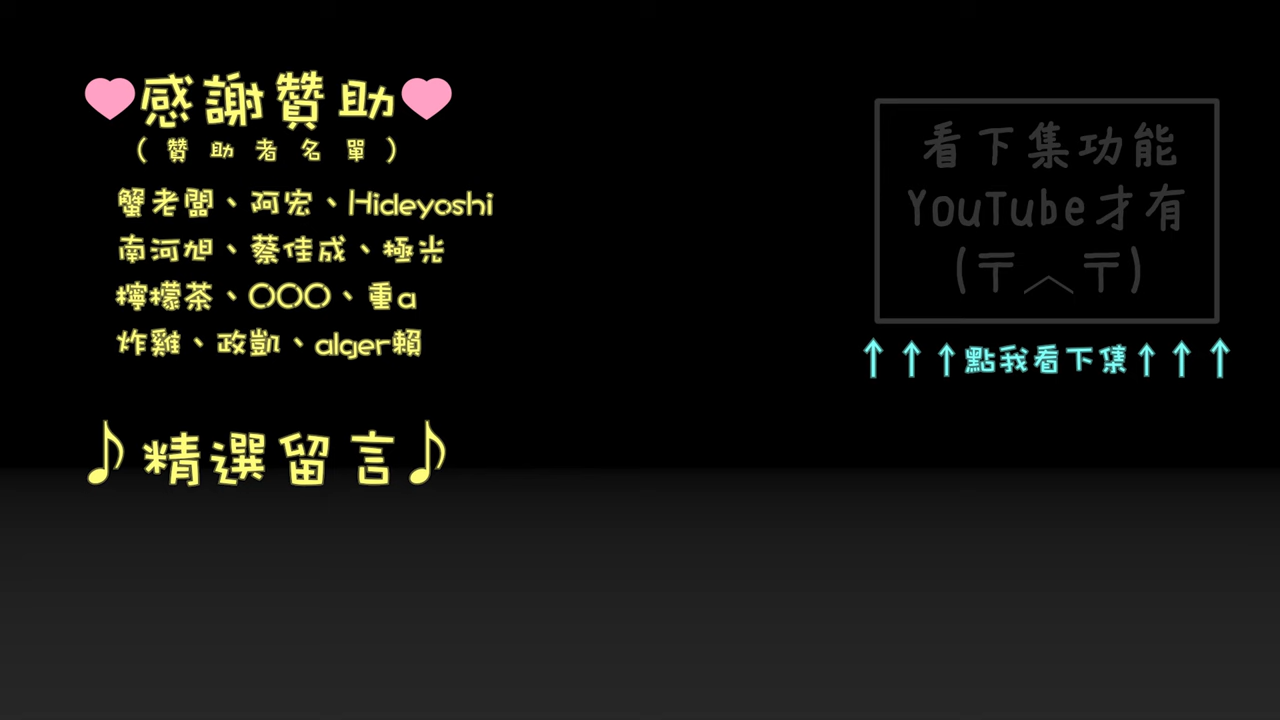 感謝贊助
(贊助者名單)
蟹老闆、阿宏、Hideyoshi
南河旭、蔡佳成、極光
檸檬茶、OOO、重a
炸雞、政凱、alger賴
精選留言
看下集功能
YouTube才有
(〒︿〒)
↑↑↑點我看下集↑↑↑